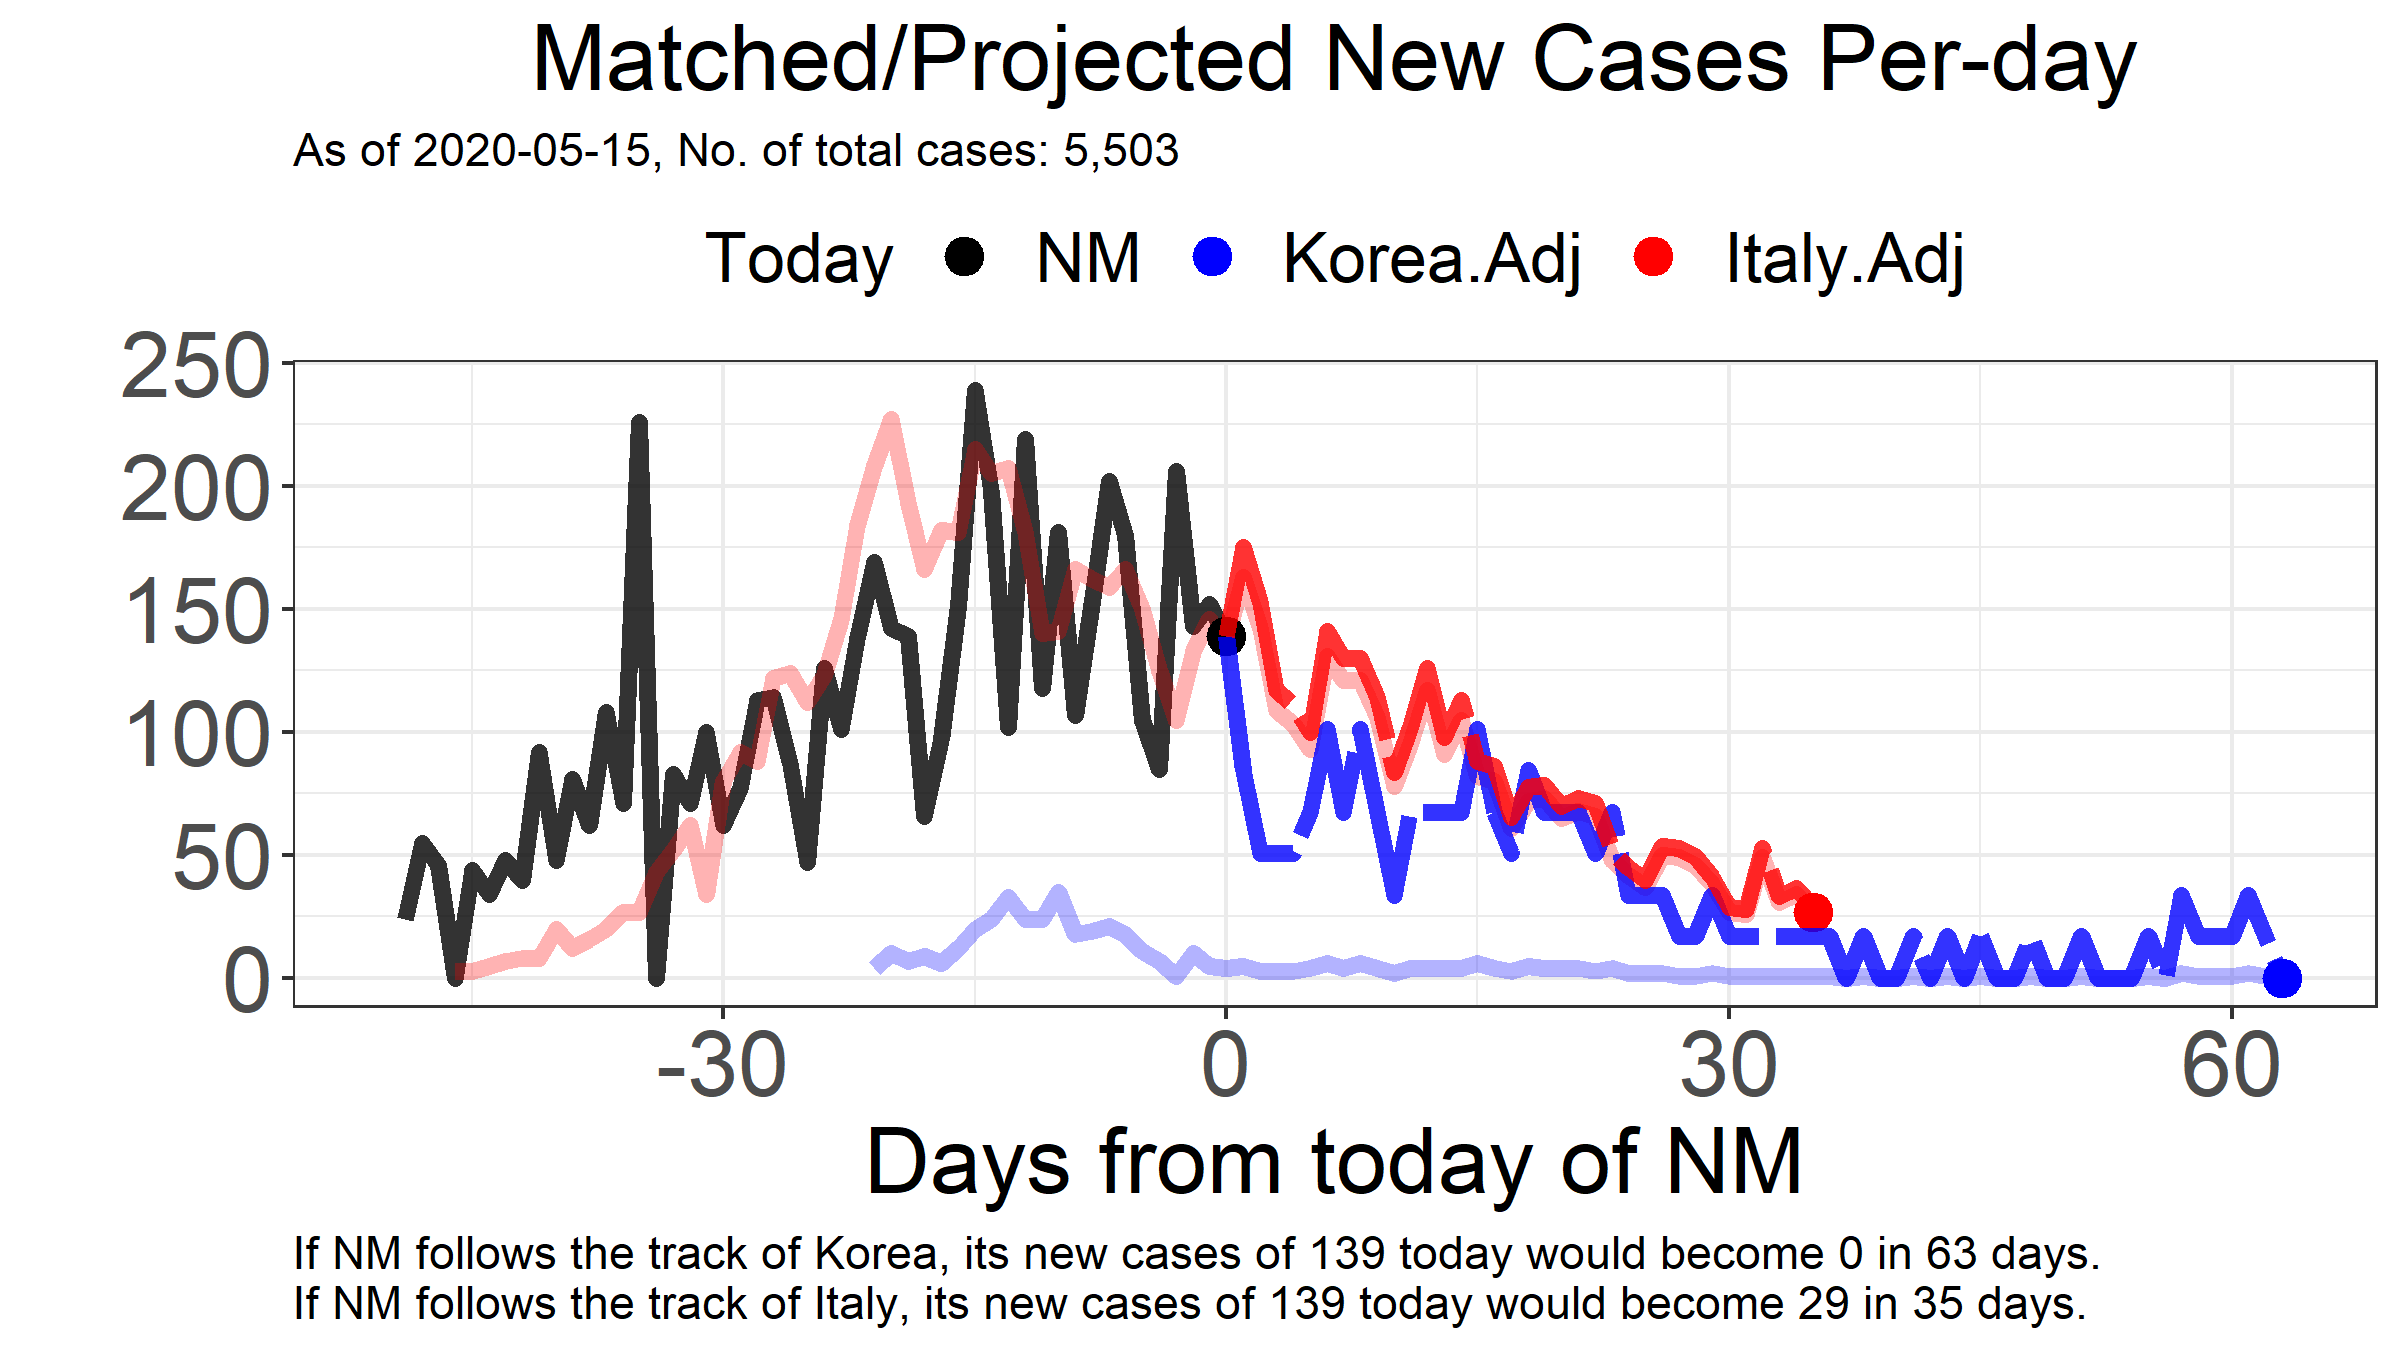 Matched/Projected New Cases Per-day
As of 2020-05-15, No. of total cases: 5,503
Today NM Korea.Adj Italy.Adj
250
200
150
100
50
0
-30 0 30 60
Days from today of NM
If NM follows the track of Korea, its new cases of 139 today would become 0 in 63 days.
If NM follows the track of Italy, its new cases of 139 today would become 29 in 35 days.